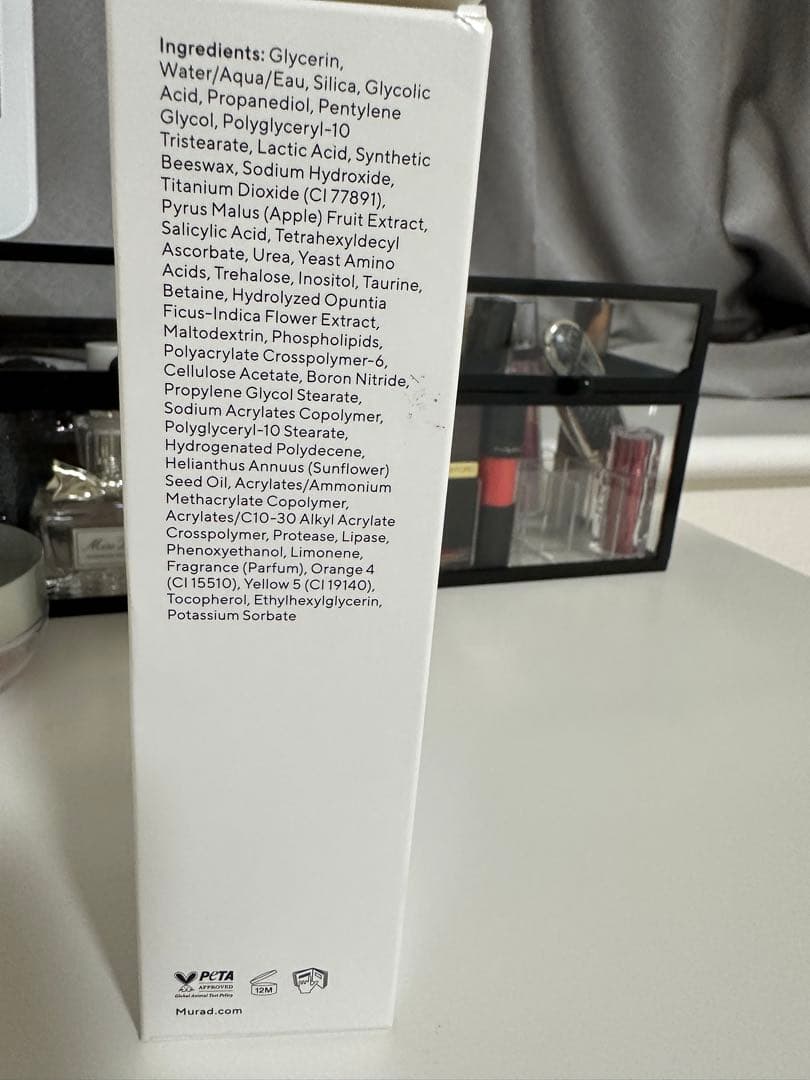 Ingredients: Glycerin,
Water/Aqua/Eau, Silica, Glycolic
Acid, Propanediol, Pentylene
Glycol, Polyglyceryl-10
Tristearate, Lactic Acid, Synthetic
Beeswax, Sodium Hydroxide,
Titanium Dioxide (CI 77891),
Pyrus Malus (Apple) Fruit Extract,
Salicylic Acid, Tetrahexyldecyl
Ascorbate, Urea, Yeast Amino
Acids, Trehalose, Inositol, Taurine,
Betaine, Hydrolyzed Opuntia
Ficus-Indica Flower Extract,
Maltodextrin, Phospholipids,
Polyacrylate Crosspolymer-6,
Cellulose Acetate, Boron Nitride,
Propylene Glycol Stearate,
Sodium Acrylates Copolymer,
Polyglyceryl-10 Stearate,
Hydrogenated Polydecene,
Helianthus Annuus (Sunflower)
Seed Oil, Acrylates/Ammonium
Methacrylate Copolymer,
Acrylates/C10-30 Alkyl Acrylate
Crosspolymer, Protease, Lipase,
Phenoxyethanol, Limonene,
Fragrance (Parfum), Orange 4
(CI 15510), Yellow 5 (CI 19140),
Tocopherol, Ethylhexylglycerin,
Potassium Sorbate
PETA
APPROVED
Global Animal Test Policy
12M
Murad.com
Miss